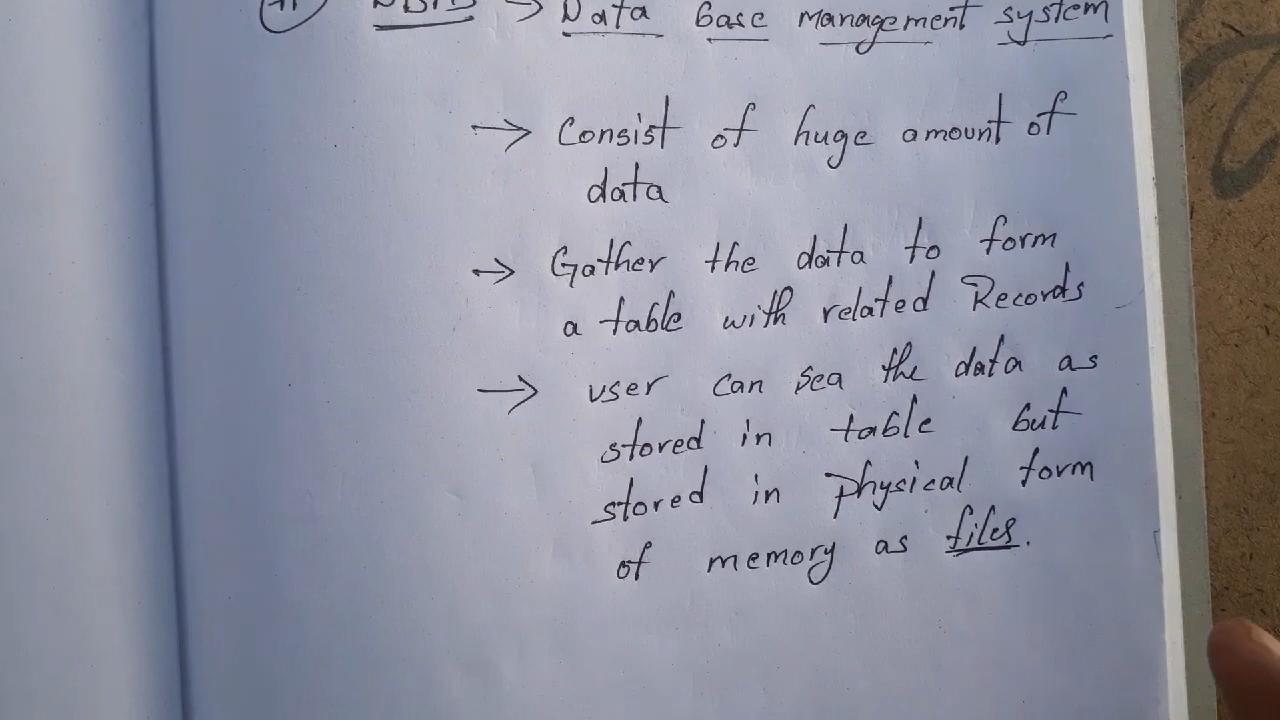 → Data base management system
→ Consist of huge amount of
data
→ Gather the data to form
a table with related Records
→ user can sea the data as
stored in table but
stored in physical form
of memory as files.